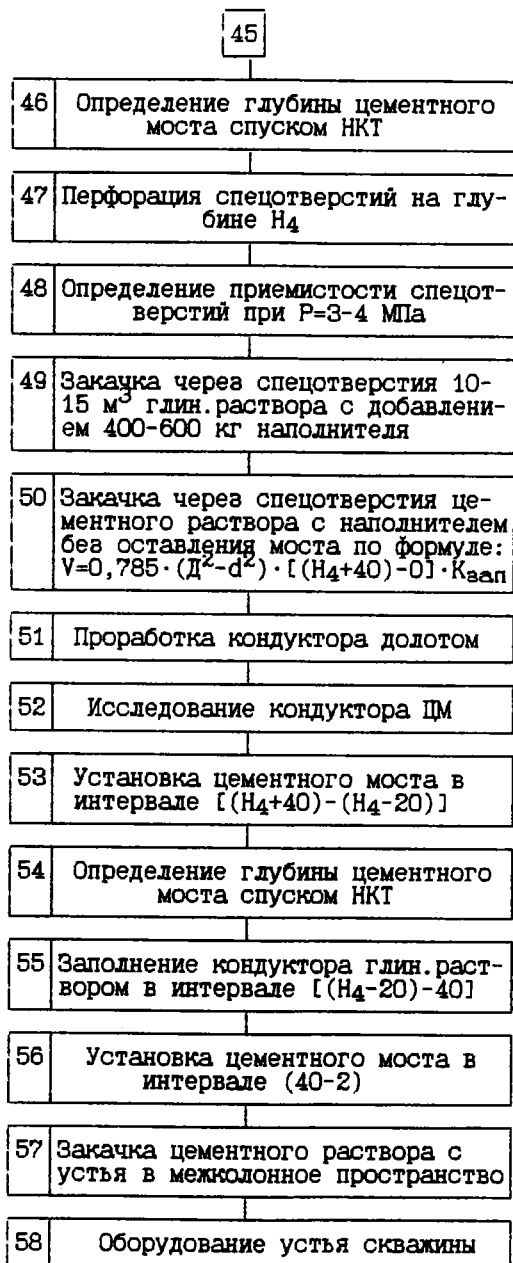 45
46 Определение глубины цементного
моста спуском НКТ
47 Перфорация спецотверстий на глу-
бине H₄
48 Определение приемистости спецот-
верстий при Р=3-4 МПа
49 Закачка через спецотверстия 10-
15 м³ глин.раствора с добавлени-
ем 400-600 кг наполнителя
50 Закачка через спецотверстия це-
ментного раствора с наполнителем
без оставления моста по формуле:
V=0,785·(Д²-d²)·[(H₄+40)-0]·Kзап
51 Проработка кондуктора долотом
52 Исследование кондуктора ЦМ
53 Установка цементного моста в
интервале [(H₄+40)-(H₄-20)]
54 Определение глубины цементного
моста спуском НКТ
55 Заполнение кондуктора глин.раст-
вором в интервале [(H₄-20)-40]
56 Установка цементного моста в
интервале (40-2)
57 Закачка цементного раствора с
устья в межколонное пространство
58 Оборудование устья скважины